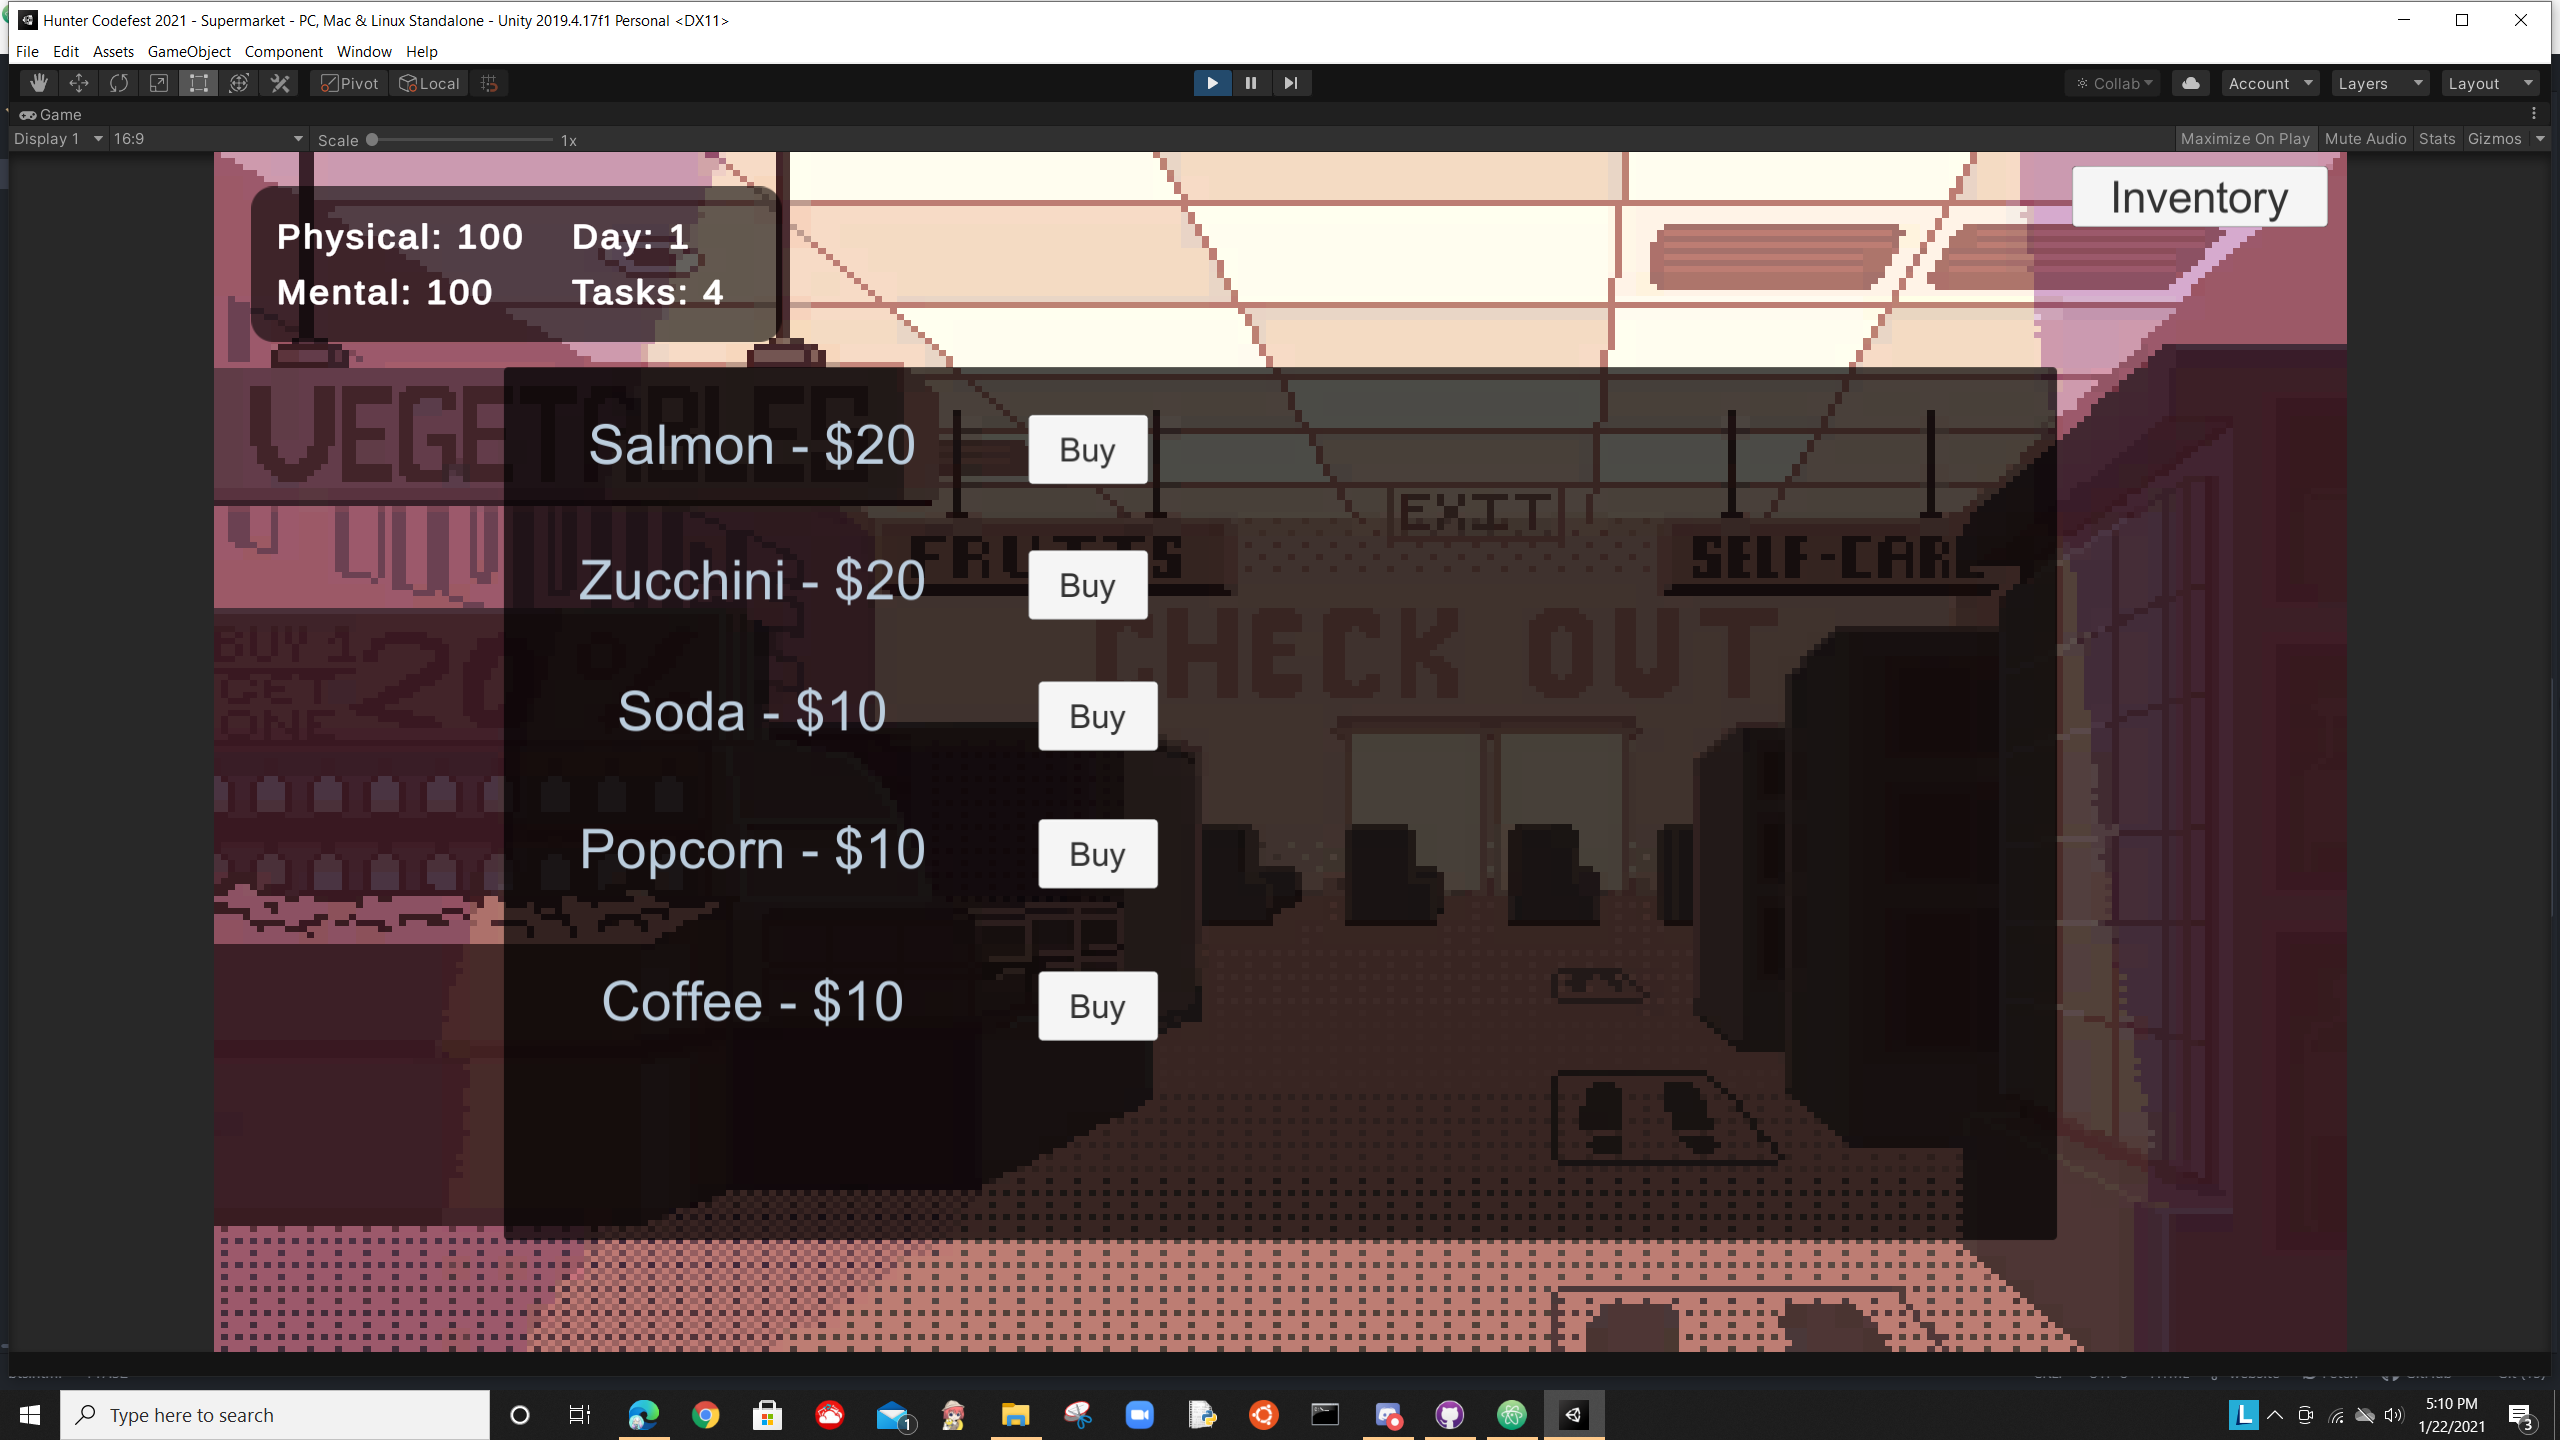 Hunter Codefest 2021 - Supermarket - PC, Mac & Linux Standalone - Unity 2019.4.17f1 Personal <DX11>
File Edit Assets GameObject Component Window Help
Pivot Local Collab Account Layers Layout
Game
Display 1 16:9 Scale 1x Maximize On Play Mute Audio Stats Gizmos
Inventory
Physical: 100 Day: 1
Mental: 100 Tasks: 4
VEGETABLES
Salmon - $20 Buy
EXIT
FRUITS SELF-CARE
Zucchini - $20 Buy
CHECK OUT
BUY 1
GET
ONE
20%
Soda - $10 Buy
Popcorn - $10 Buy
Coffee - $10 Buy
Type here to search
1
L
5:10 PM
1/22/2021
3